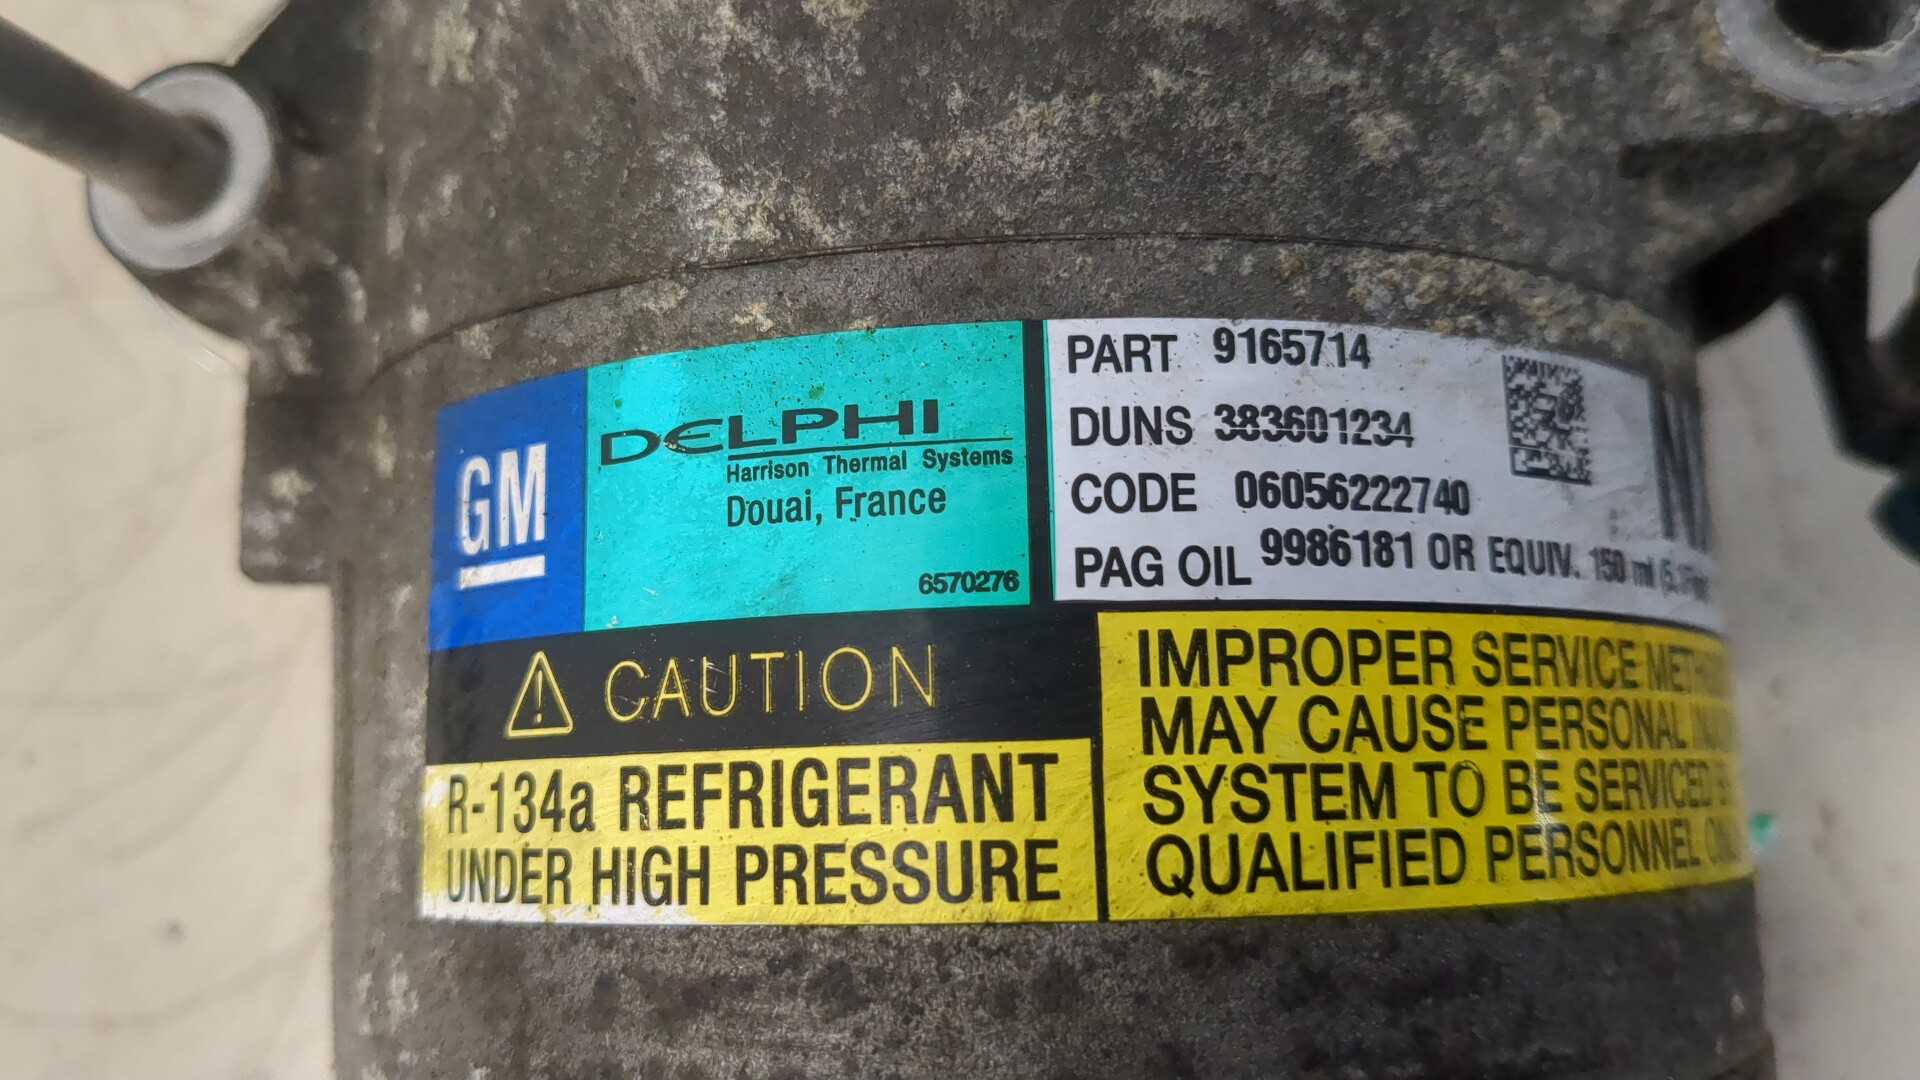 GM
DELPHI
Harrison Thermal Systems
Douai, France
6570276
PART 9165714
DUNS 383601234
CODE 06056222740
PAG OIL 9986181 OR EQUIV. 150 ml
CAUTION
R-134a REFRIGERANT
UNDER HIGH PRESSURE
IMPROPER SERVICE
MAY CAUSE PERSONAL
SYSTEM TO BE SERVICED
QUALIFIED PERSONNEL